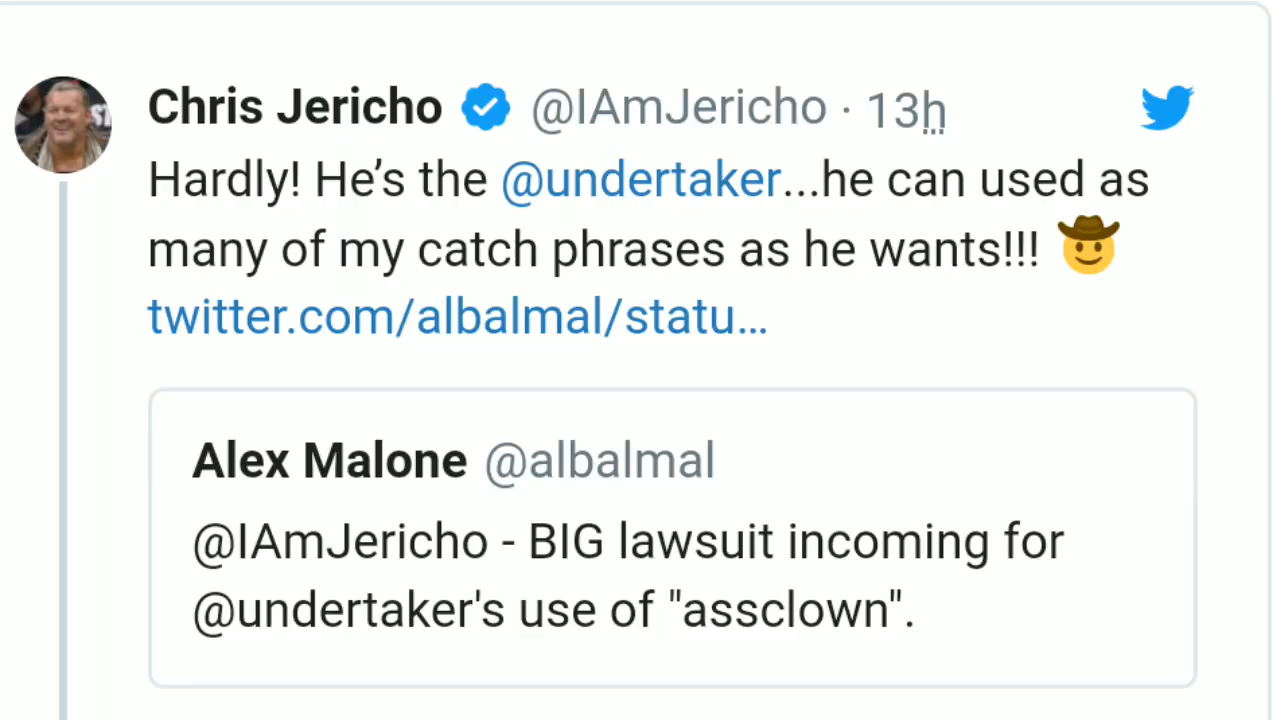 Chris Jericho @IAmJericho · 13h
Hardly! He’s the @undertaker...he can used as
many of my catch phrases as he wants!!! 🤠
twitter.com/albalmal/statu…
Alex Malone @albalmal
@IAmJericho - BIG lawsuit incoming for
@undertaker's use of "assclown".